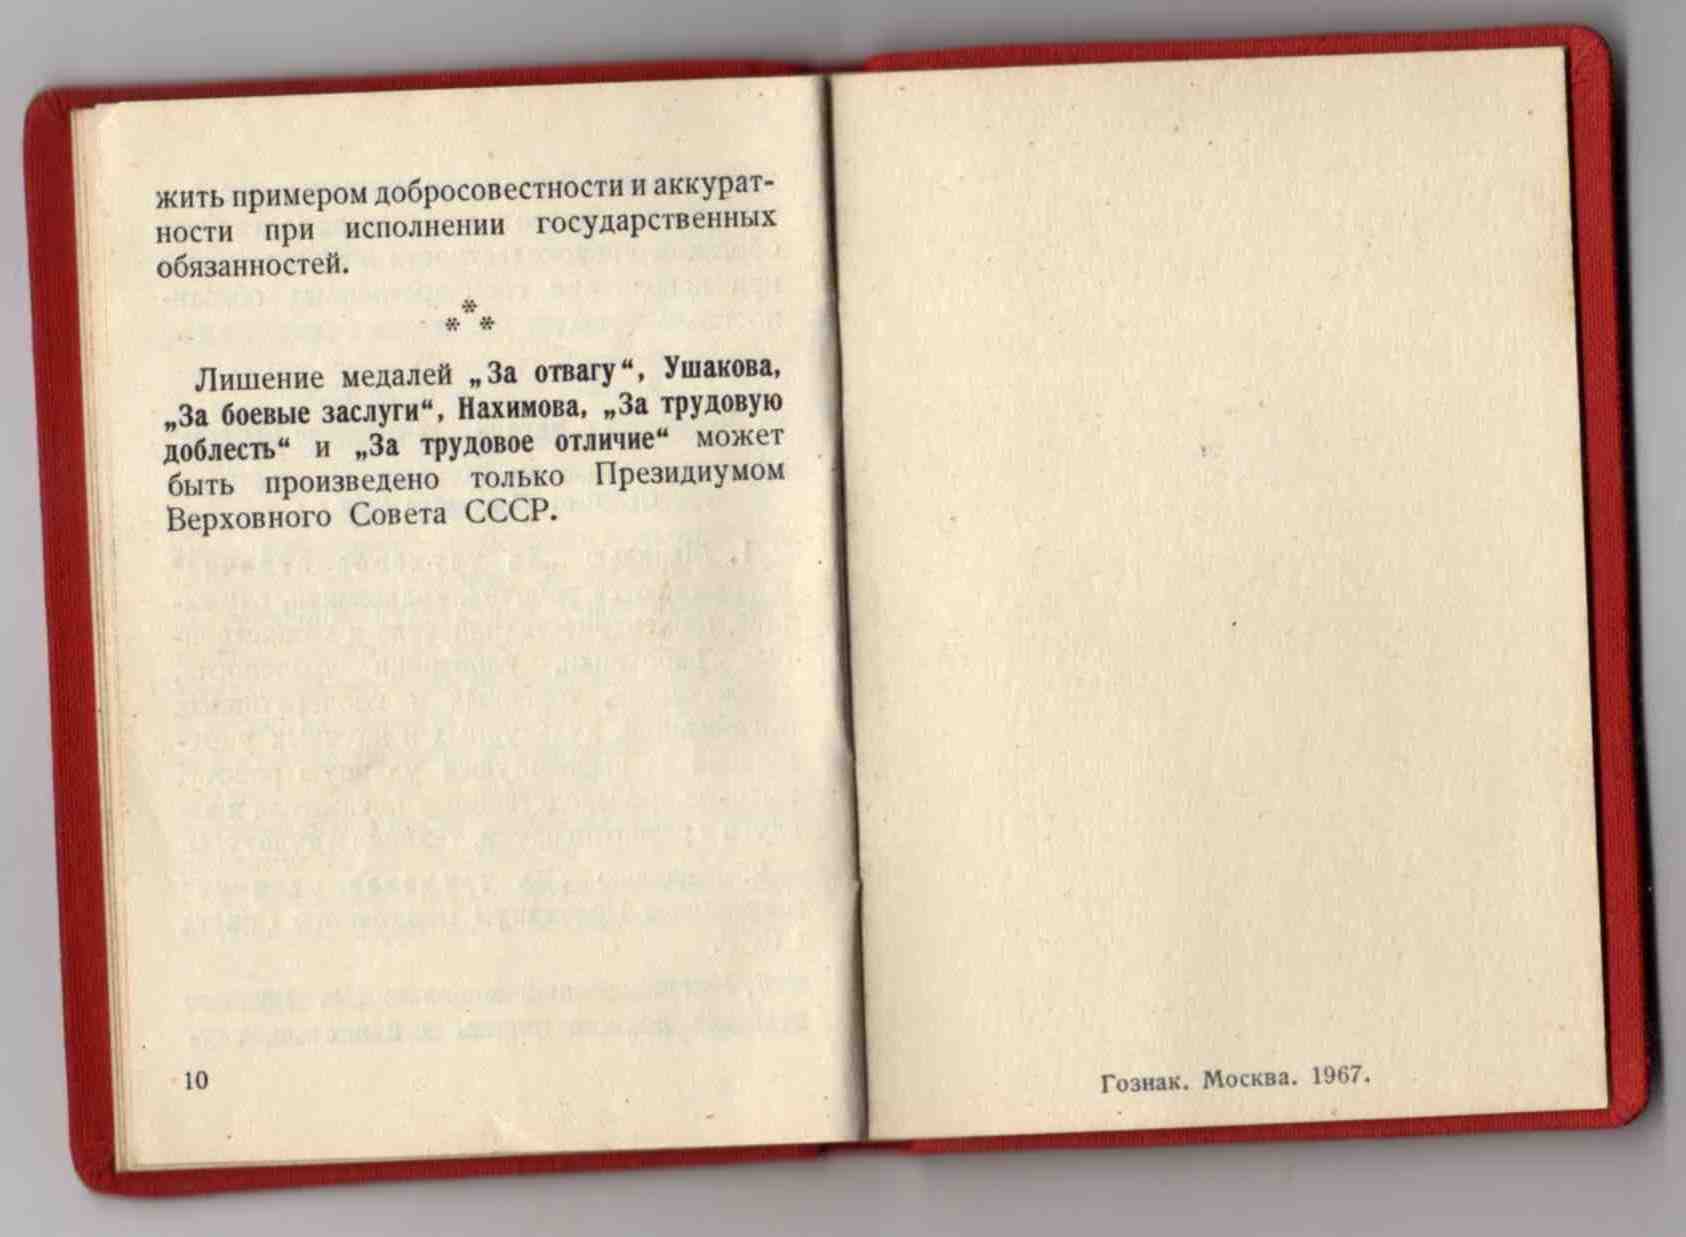 жить примером добросовестности и аккурат-
ности при исполнении государственных
обязанностей.
* * *
Лишение медалей „За отвагу“, Ушакова,
„За боевые заслуги“, Нахимова, „За трудовую
доблесть“ и „За трудовое отличие“ может
быть произведено только Президиумом
Верховного Совета СССР.
10
Гознак. Москва. 1967.